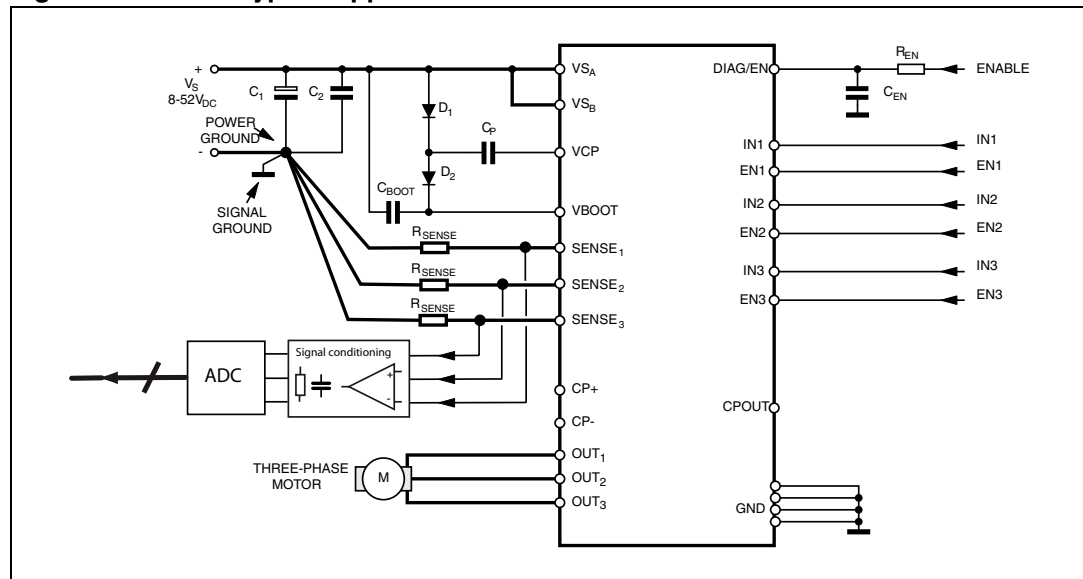 +
VS
8-52VDC
C1
C2
POWER
GROUND
-
SIGNAL
GROUND
D1
CP
D2
CBOOT
RSENSE
RSENSE
RSENSE
VSA
VSB
VCP
VBOOT
SENSE1
SENSE2
SENSE3
CP+
CP-
OUT1
OUT2
OUT3
ADC
Signal conditioning
+
-
THREE-PHASE
MOTOR
M
DIAG/EN
IN1
EN1
IN2
EN2
IN3
EN3
CPOUT
GND
REN
CEN
ENABLE
IN1
EN1
IN2
EN2
IN3
EN3